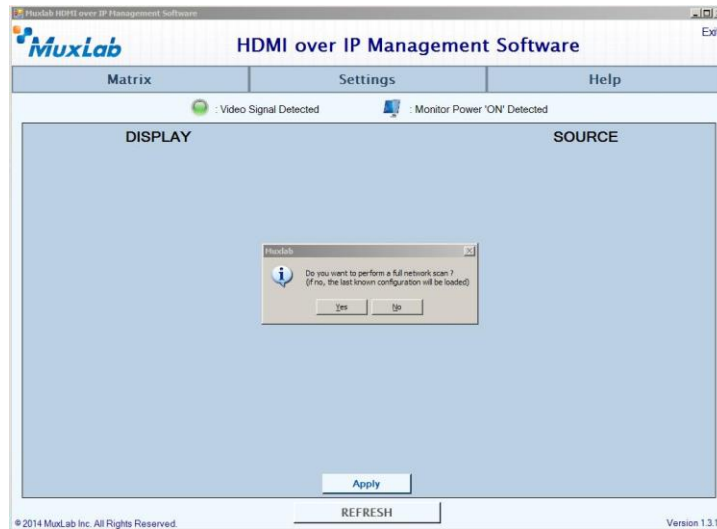 Muxlab HDMI over IP Management Software
MuxLab
HDMI over IP Management Software
Matrix
Settings
Help
: Video Signal Detected
: Monitor Power 'ON' Detected
DISPLAY
SOURCE
Muxlab
Do you want to perform a full network scan ?
(if no, the last known configuration will be loaded)
Yes
No
Apply
REFRESH
© 2014 MuxLab Inc. All Rights Reserved.